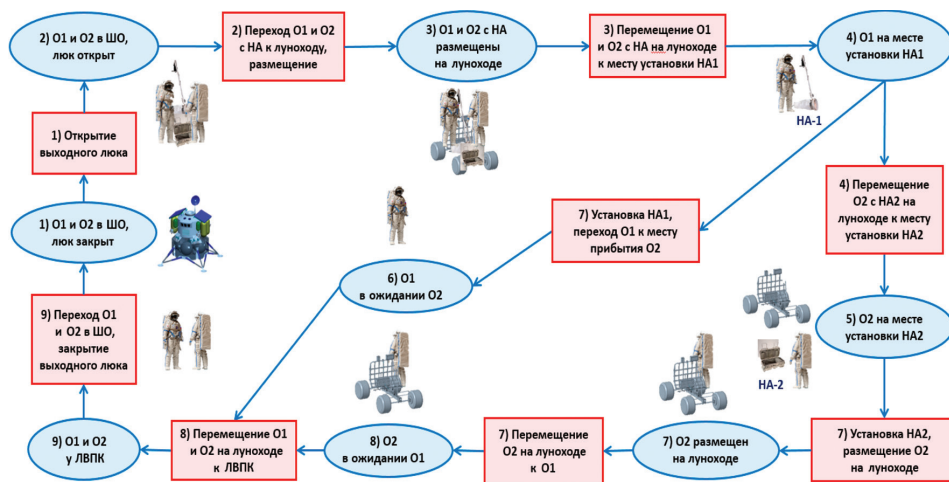 2) О1 и О2 в ШО,
люк открыт
2) Переход О1 и О2
с НА к луноходу,
размещение
3) О1 и О2 с НА
размещены
на луноходе
3) Перемещение О1
и О2 с НА на луноходе
к месту установки НА1
4) О1 на месте
установки НА1
НА-1
1) Открытие
выходного люка
4) Перемещение
О2 с НА2 на
луноходе к месту
установки НА2
7) Установка НА1,
переход О1 к месту
прибытия О2
1) О1 и О2 в ШО,
люк закрыт
6) О1
в ожидании О2
9) Переход О1
и О2 в ШО,
закрытие
выходного люка
5) О2 на месте
установки НА2
НА-2
9) О1 и О2
у ЛВПК
8) Перемещение О1
и О2 на луноходе
к ЛВПК
8) О2
в ожидании О1
7) Перемещение
О2 на луноходе
к О1
7) О2 размещен
на луноходе
7) Установка НА2,
размещение О2
на луноходе